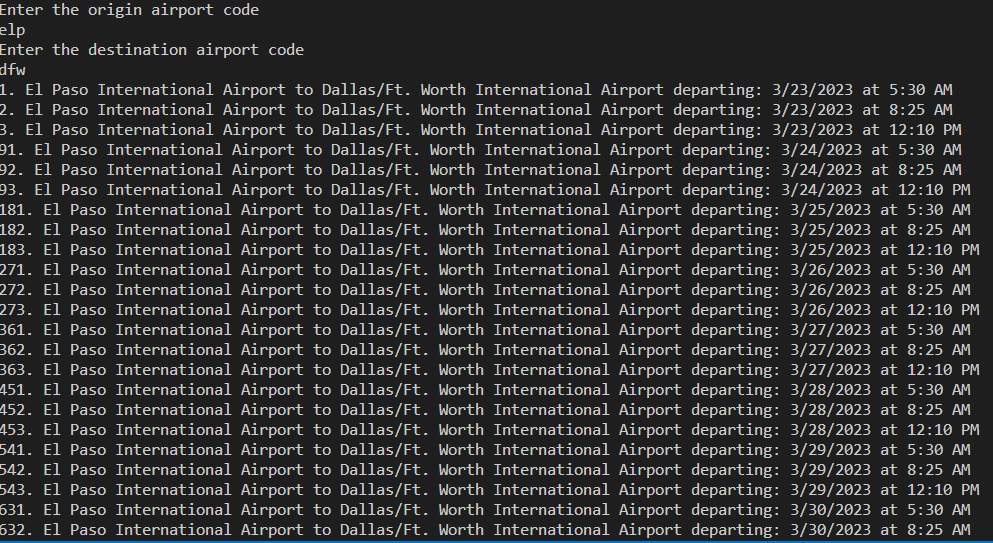 Enter the origin airport code
elp
Enter the destination airport code
dfw
1. El Paso International Airport to Dallas/Ft. Worth International Airport departing: 3/23/2023 at 5:30 AM
2. El Paso International Airport to Dallas/Ft. Worth International Airport departing: 3/23/2023 at 8:25 AM
3. El Paso International Airport to Dallas/Ft. Worth International Airport departing: 3/23/2023 at 12:10 PM
91. El Paso International Airport to Dallas/Ft. Worth International Airport departing: 3/24/2023 at 5:30 AM
92. El Paso International Airport to Dallas/Ft. Worth International Airport departing: 3/24/2023 at 8:25 AM
93. El Paso International Airport to Dallas/Ft. Worth International Airport departing: 3/24/2023 at 12:10 PM
181. El Paso International Airport to Dallas/Ft. Worth International Airport departing: 3/25/2023 at 5:30 AM
182. El Paso International Airport to Dallas/Ft. Worth International Airport departing: 3/25/2023 at 8:25 AM
183. El Paso International Airport to Dallas/Ft. Worth International Airport departing: 3/25/2023 at 12:10 PM
271. El Paso International Airport to Dallas/Ft. Worth International Airport departing: 3/26/2023 at 5:30 AM
272. El Paso International Airport to Dallas/Ft. Worth International Airport departing: 3/26/2023 at 8:25 AM
273. El Paso International Airport to Dallas/Ft. Worth International Airport departing: 3/26/2023 at 12:10 PM
361. El Paso International Airport to Dallas/Ft. Worth International Airport departing: 3/27/2023 at 5:30 AM
362. El Paso International Airport to Dallas/Ft. Worth International Airport departing: 3/27/2023 at 8:25 AM
363. El Paso International Airport to Dallas/Ft. Worth International Airport departing: 3/27/2023 at 12:10 PM
451. El Paso International Airport to Dallas/Ft. Worth International Airport departing: 3/28/2023 at 5:30 AM
452. El Paso International Airport to Dallas/Ft. Worth International Airport departing: 3/28/2023 at 8:25 AM
453. El Paso International Airport to Dallas/Ft. Worth International Airport departing: 3/28/2023 at 12:10 PM
541. El Paso International Airport to Dallas/Ft. Worth International Airport departing: 3/29/2023 at 5:30 AM
542. El Paso International Airport to Dallas/Ft. Worth International Airport departing: 3/29/2023 at 8:25 AM
543. El Paso International Airport to Dallas/Ft. Worth International Airport departing: 3/29/2023 at 12:10 PM
631. El Paso International Airport to Dallas/Ft. Worth International Airport departing: 3/30/2023 at 5:30 AM
632. El Paso International Airport to Dallas/Ft. Worth International Airport departing: 3/30/2023 at 8:25 AM